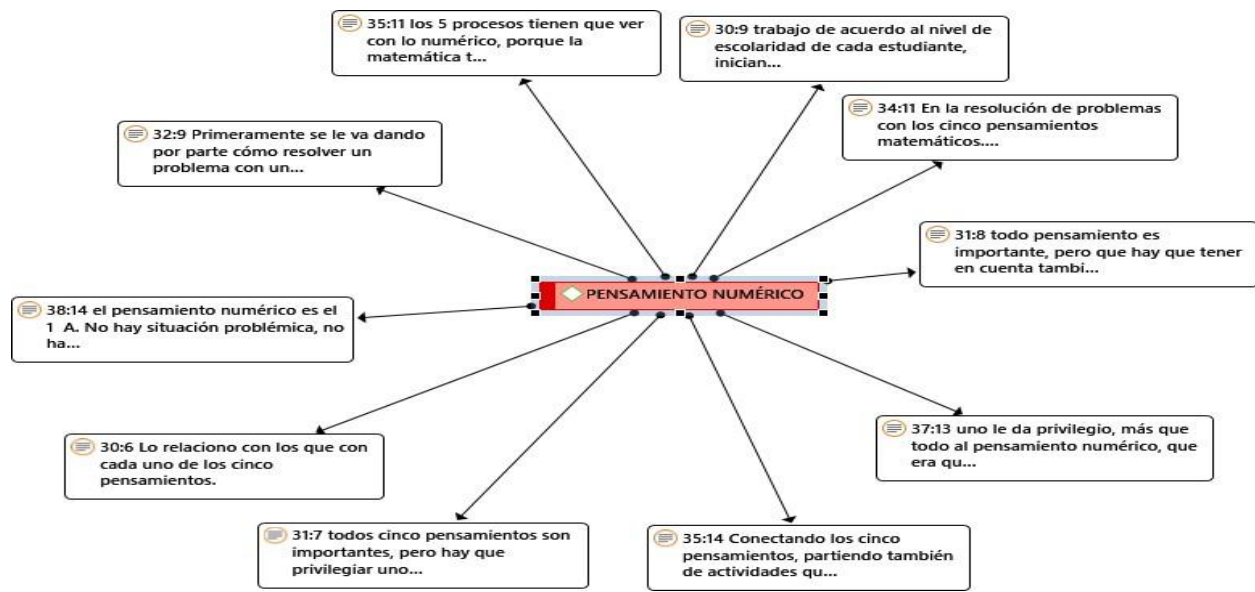 35:11 los 5 procesos tienen que ver
con lo numérico, porque la
matemática t...
30:9 trabajo de acuerdo al nivel de
escolaridad de cada estudiante,
inician...
34:11 En la resolución de problemas
con los cinco pensamientos
matemáticos....
32:9 Primeramente se le va dando
por parte cómo resolver un
problema con un...
31:8 todo pensamiento es
importante, pero que hay que tener
en cuenta tambi...
PENSAMIENTO NUMÉRICO
38:14 el pensamiento numérico es el
1 A. No hay situación problémica, no
ha...
30:6 Lo relaciono con los que con
cada uno de los cinco
pensamientos.
37:13 uno le da privilegio, más que
todo al pensamiento numérico, que
era qu...
31:7 todos cinco pensamientos son
importantes, pero hay que
privilegiar uno...
35:14 Conectando los cinco
pensamientos, partiendo también
de actividades qu...